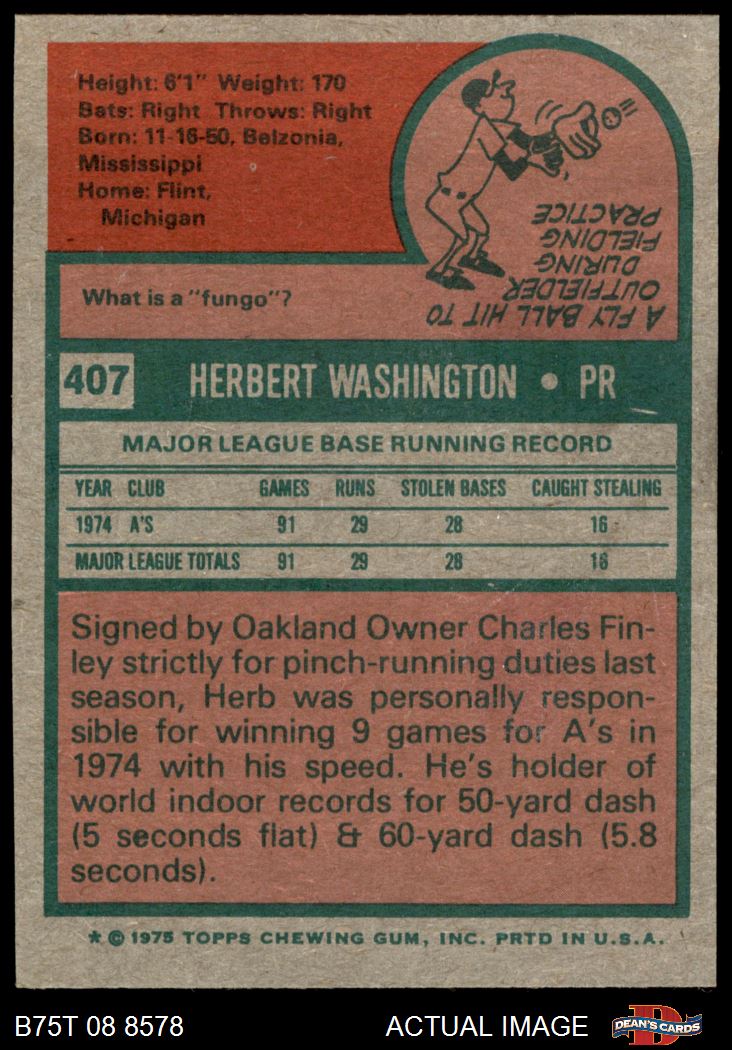 Height: 6'1" Weight: 170
Bats: Right Throws: Right
Born: 11-16-50, Belzonia,
Mississippi
Home: Flint,
Michigan
What is a "fungo"?
A FLY BALL HIT TO
OUTFIELDER
DURING
FIELDING
PRACTICE
407 HERBERT WASHINGTON • PR
MAJOR LEAGUE BASE RUNNING RECORD
YEAR CLUB GAMES RUNS STOLEN BASES CAUGHT STEALING
1974 A'S 91 29 28 16
MAJOR LEAGUE TOTALS 91 29 28 16
Signed by Oakland Owner Charles Fin-
ley strictly for pinch-running duties last
season, Herb was personally respon-
sible for winning 9 games for A's in
1974 with his speed. He's holder of
world indoor records for 50-yard dash
(5 seconds flat) & 60-yard dash (5.8
seconds).
* © 1975 TOPPS CHEWING GUM, INC. PRTD IN U.S.A.
B75T 08 8578 ACTUAL IMAGE D DEAN'S CARDS